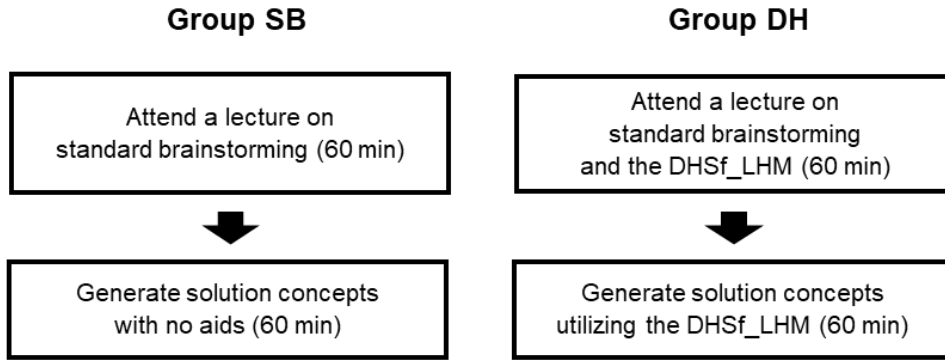 Group SB
Attend a lecture on
standard brainstorming (60 min)
Generate solution concepts
with no aids (60 min)
Group DH
Attend a lecture on
standard brainstorming
and the DHSf_LHM (60 min)
Generate solution concepts
utilizing the DHSf_LHM (60 min)